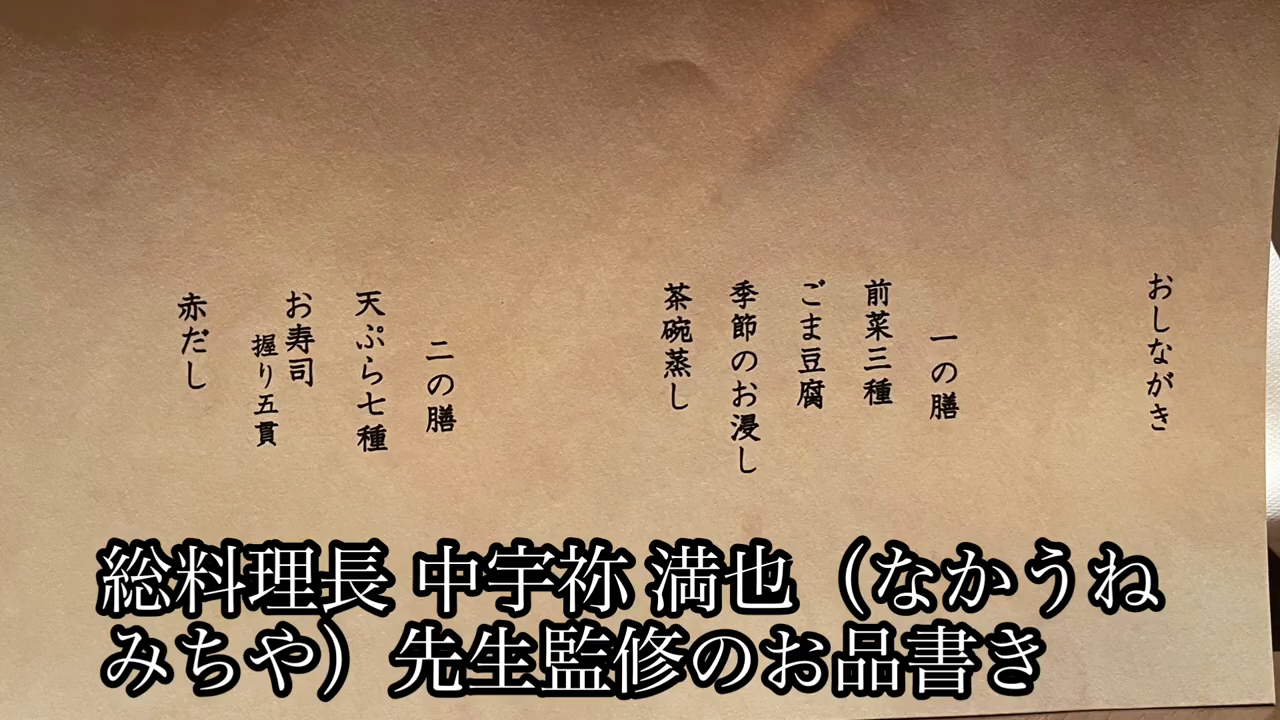 おしながき
一の膳
前菜三種
ごま豆腐
季節のお浸し
茶碗蒸し
二の膳
天ぷら七種
お寿司
握り五貫
赤だし
総料理長 中宇祢 満也（なかうね
みちや）先生監修のお品書き